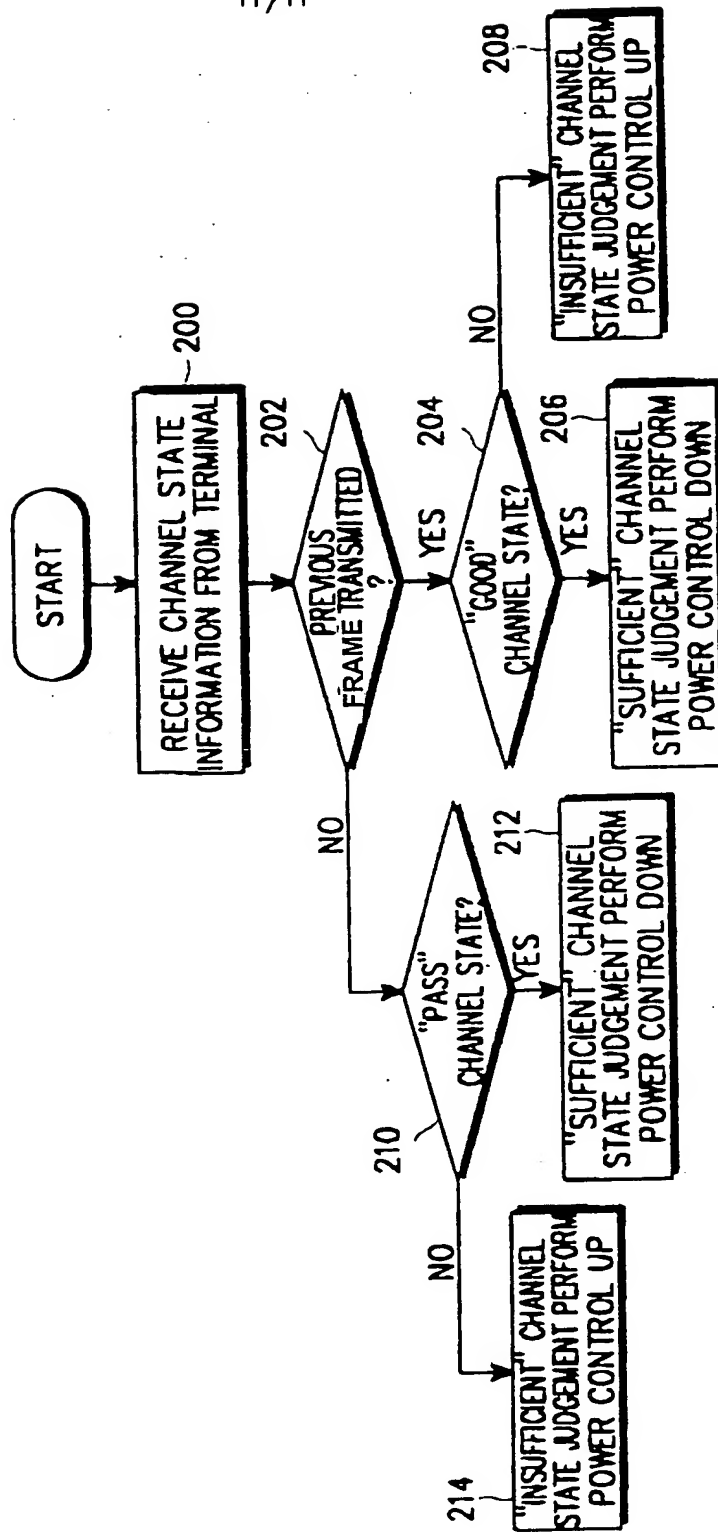 START
200
RECEIVE CHANNEL STATE
INFORMATION FROM TERMINAL
202
PREVIOUS
FRAME TRANSMITTED
?
NO
YES
210
"PASS"
CHANNEL STATE?
204
"GOOD"
CHANNEL STATE?
NO
YES
NO
YES
214
"INSUFFICIENT" CHANNEL
STATE JUDGEMENT PERFORM
POWER CONTROL UP
212
"SUFFICIENT" CHANNEL
STATE JUDGEMENT PERFORM
POWER CONTROL DOWN
206
"SUFFICIENT" CHANNEL
STATE JUDGEMENT PERFORM
POWER CONTROL DOWN
208
"INSUFFICIENT" CHANNEL
STATE JUDGEMENT PERFORM
POWER CONTROL UP